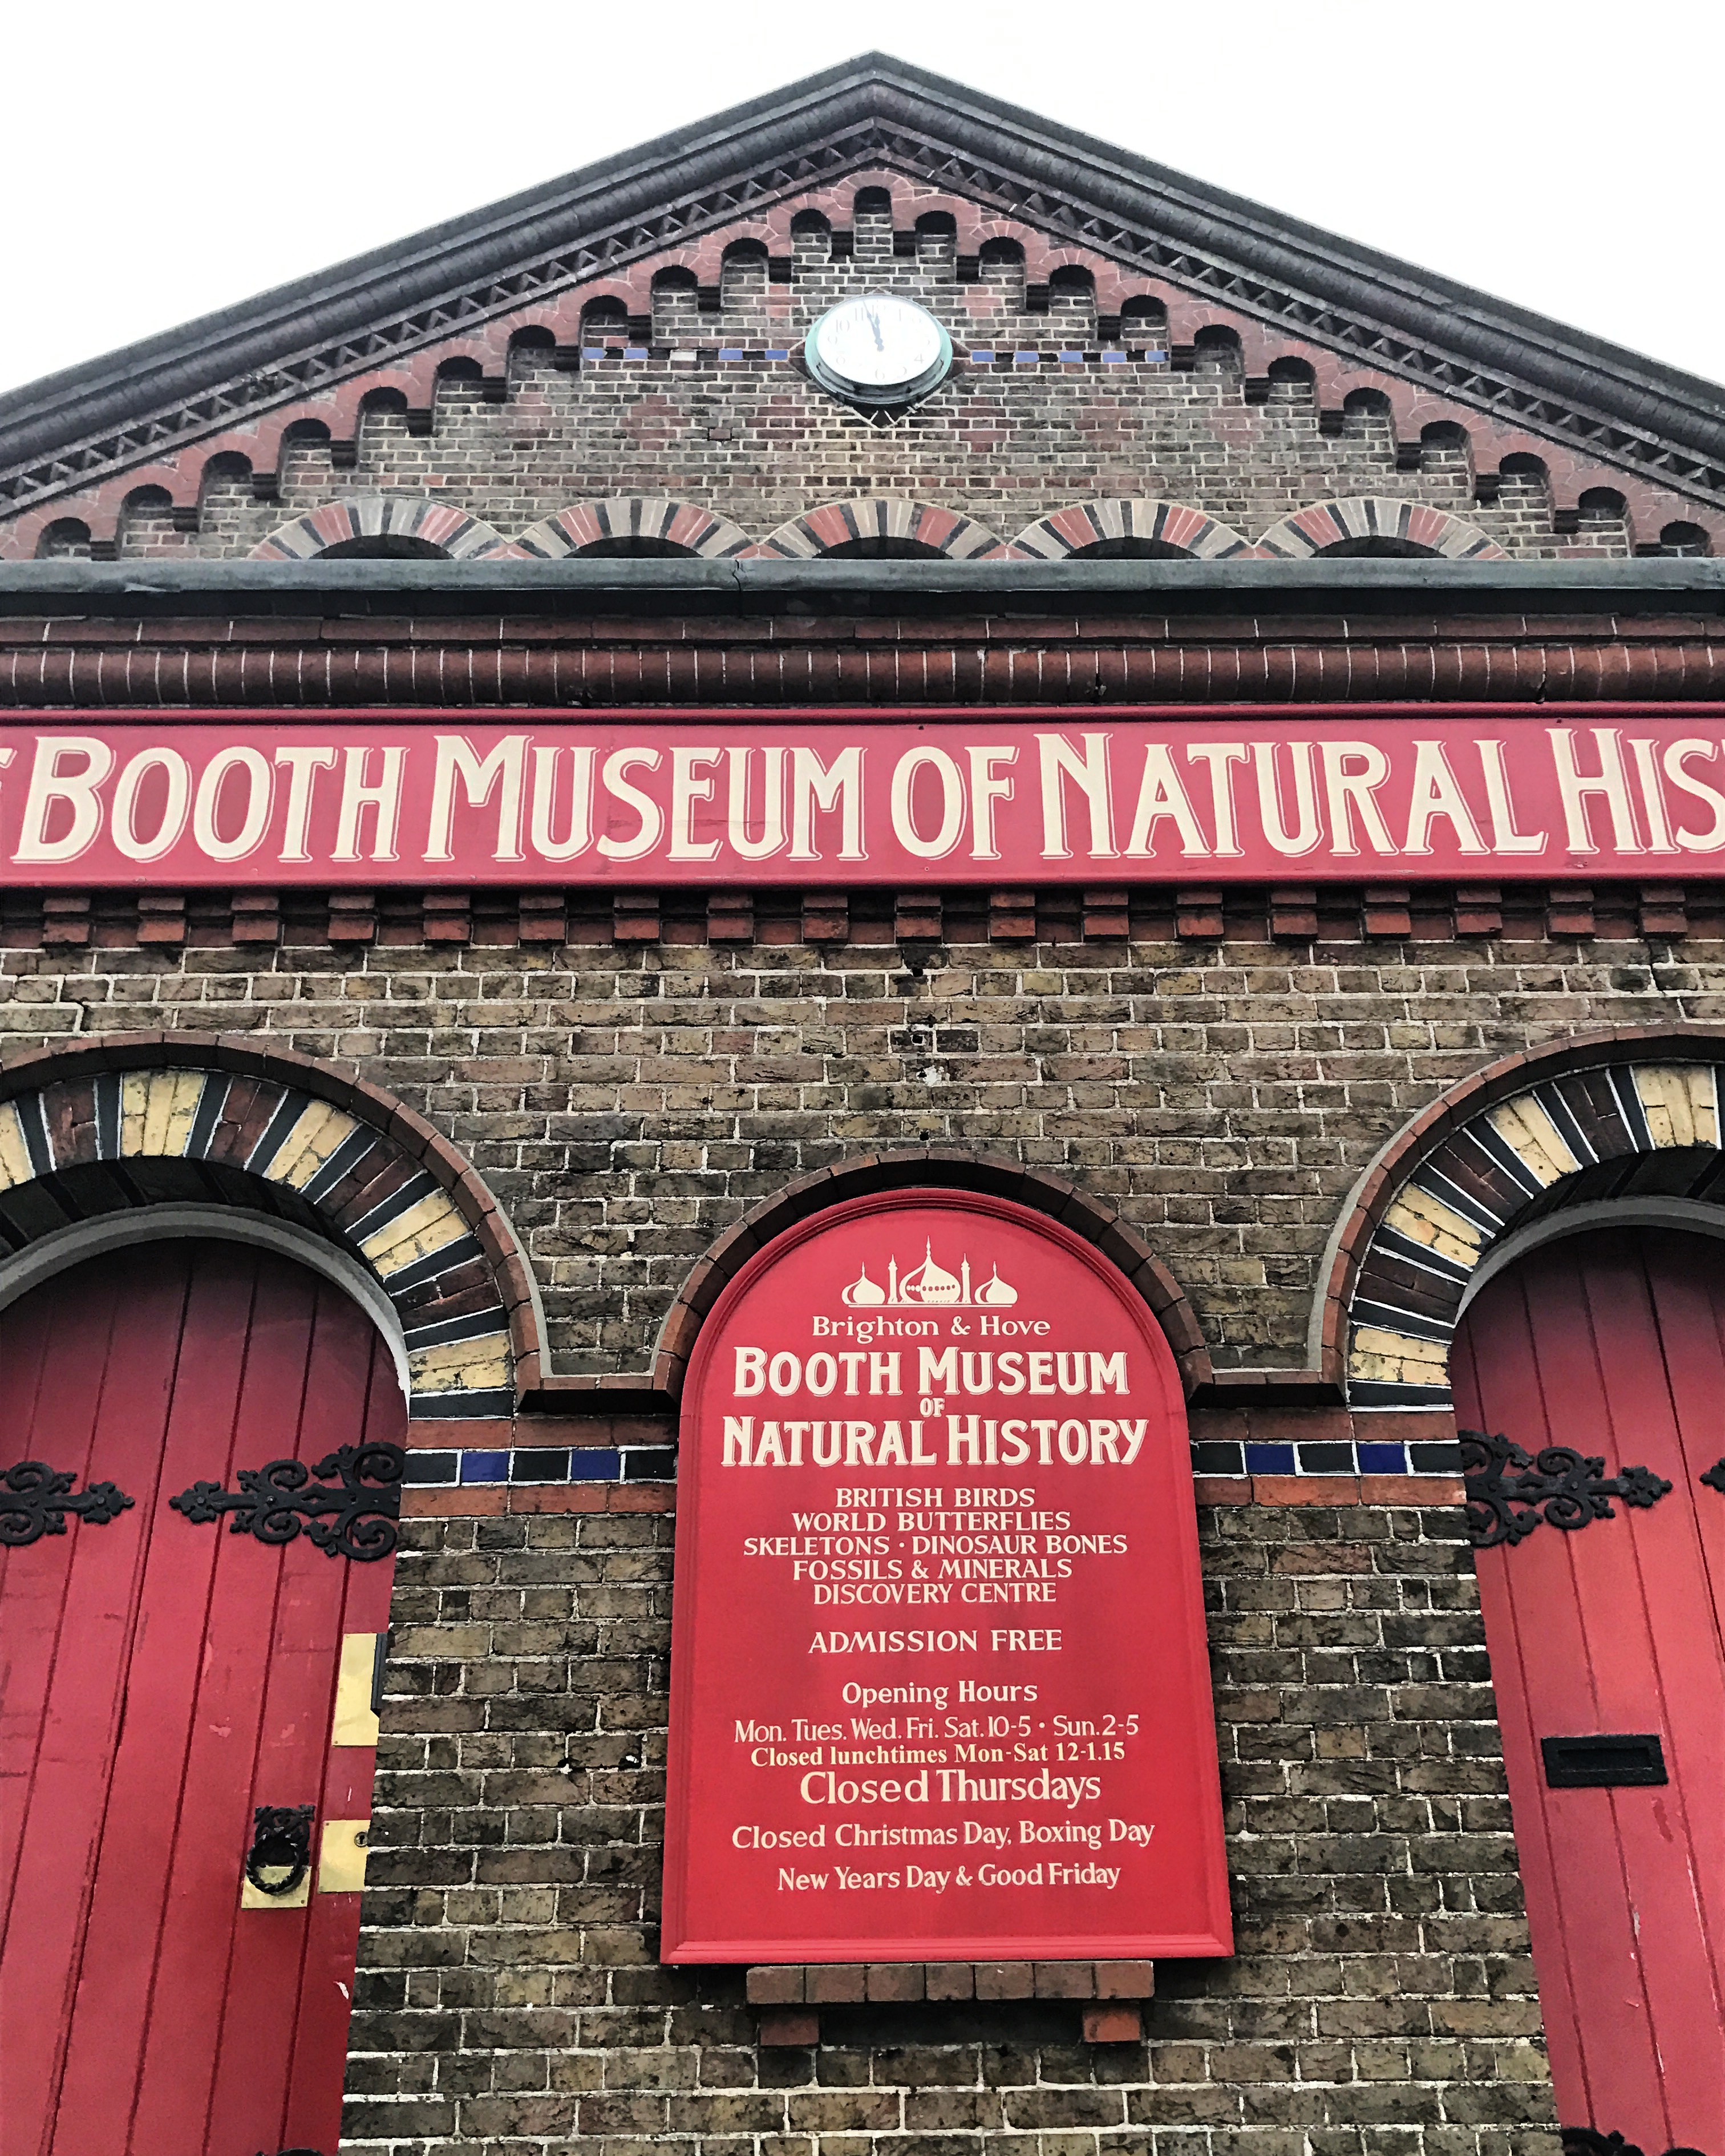 BOOTH MUSEUM OF NATURAL HIS
Brighton & Hove
BOOTH MUSEUM
OF
NATURAL HISTORY
BRITISH BIRDS
WORLD BUTTERFLIES
SKELETONS · DINOSAUR BONES
FOSSILS & MINERALS
DISCOVERY CENTRE
ADMISSION FREE
Opening Hours
Mon. Tues. Wed. Fri. Sat. 10-5 • Sun. 2-5
Closed lunchtimes Mon-Sat 12-1.15
Closed Thursdays
Closed Christmas Day, Boxing Day
New Years Day & Good Friday